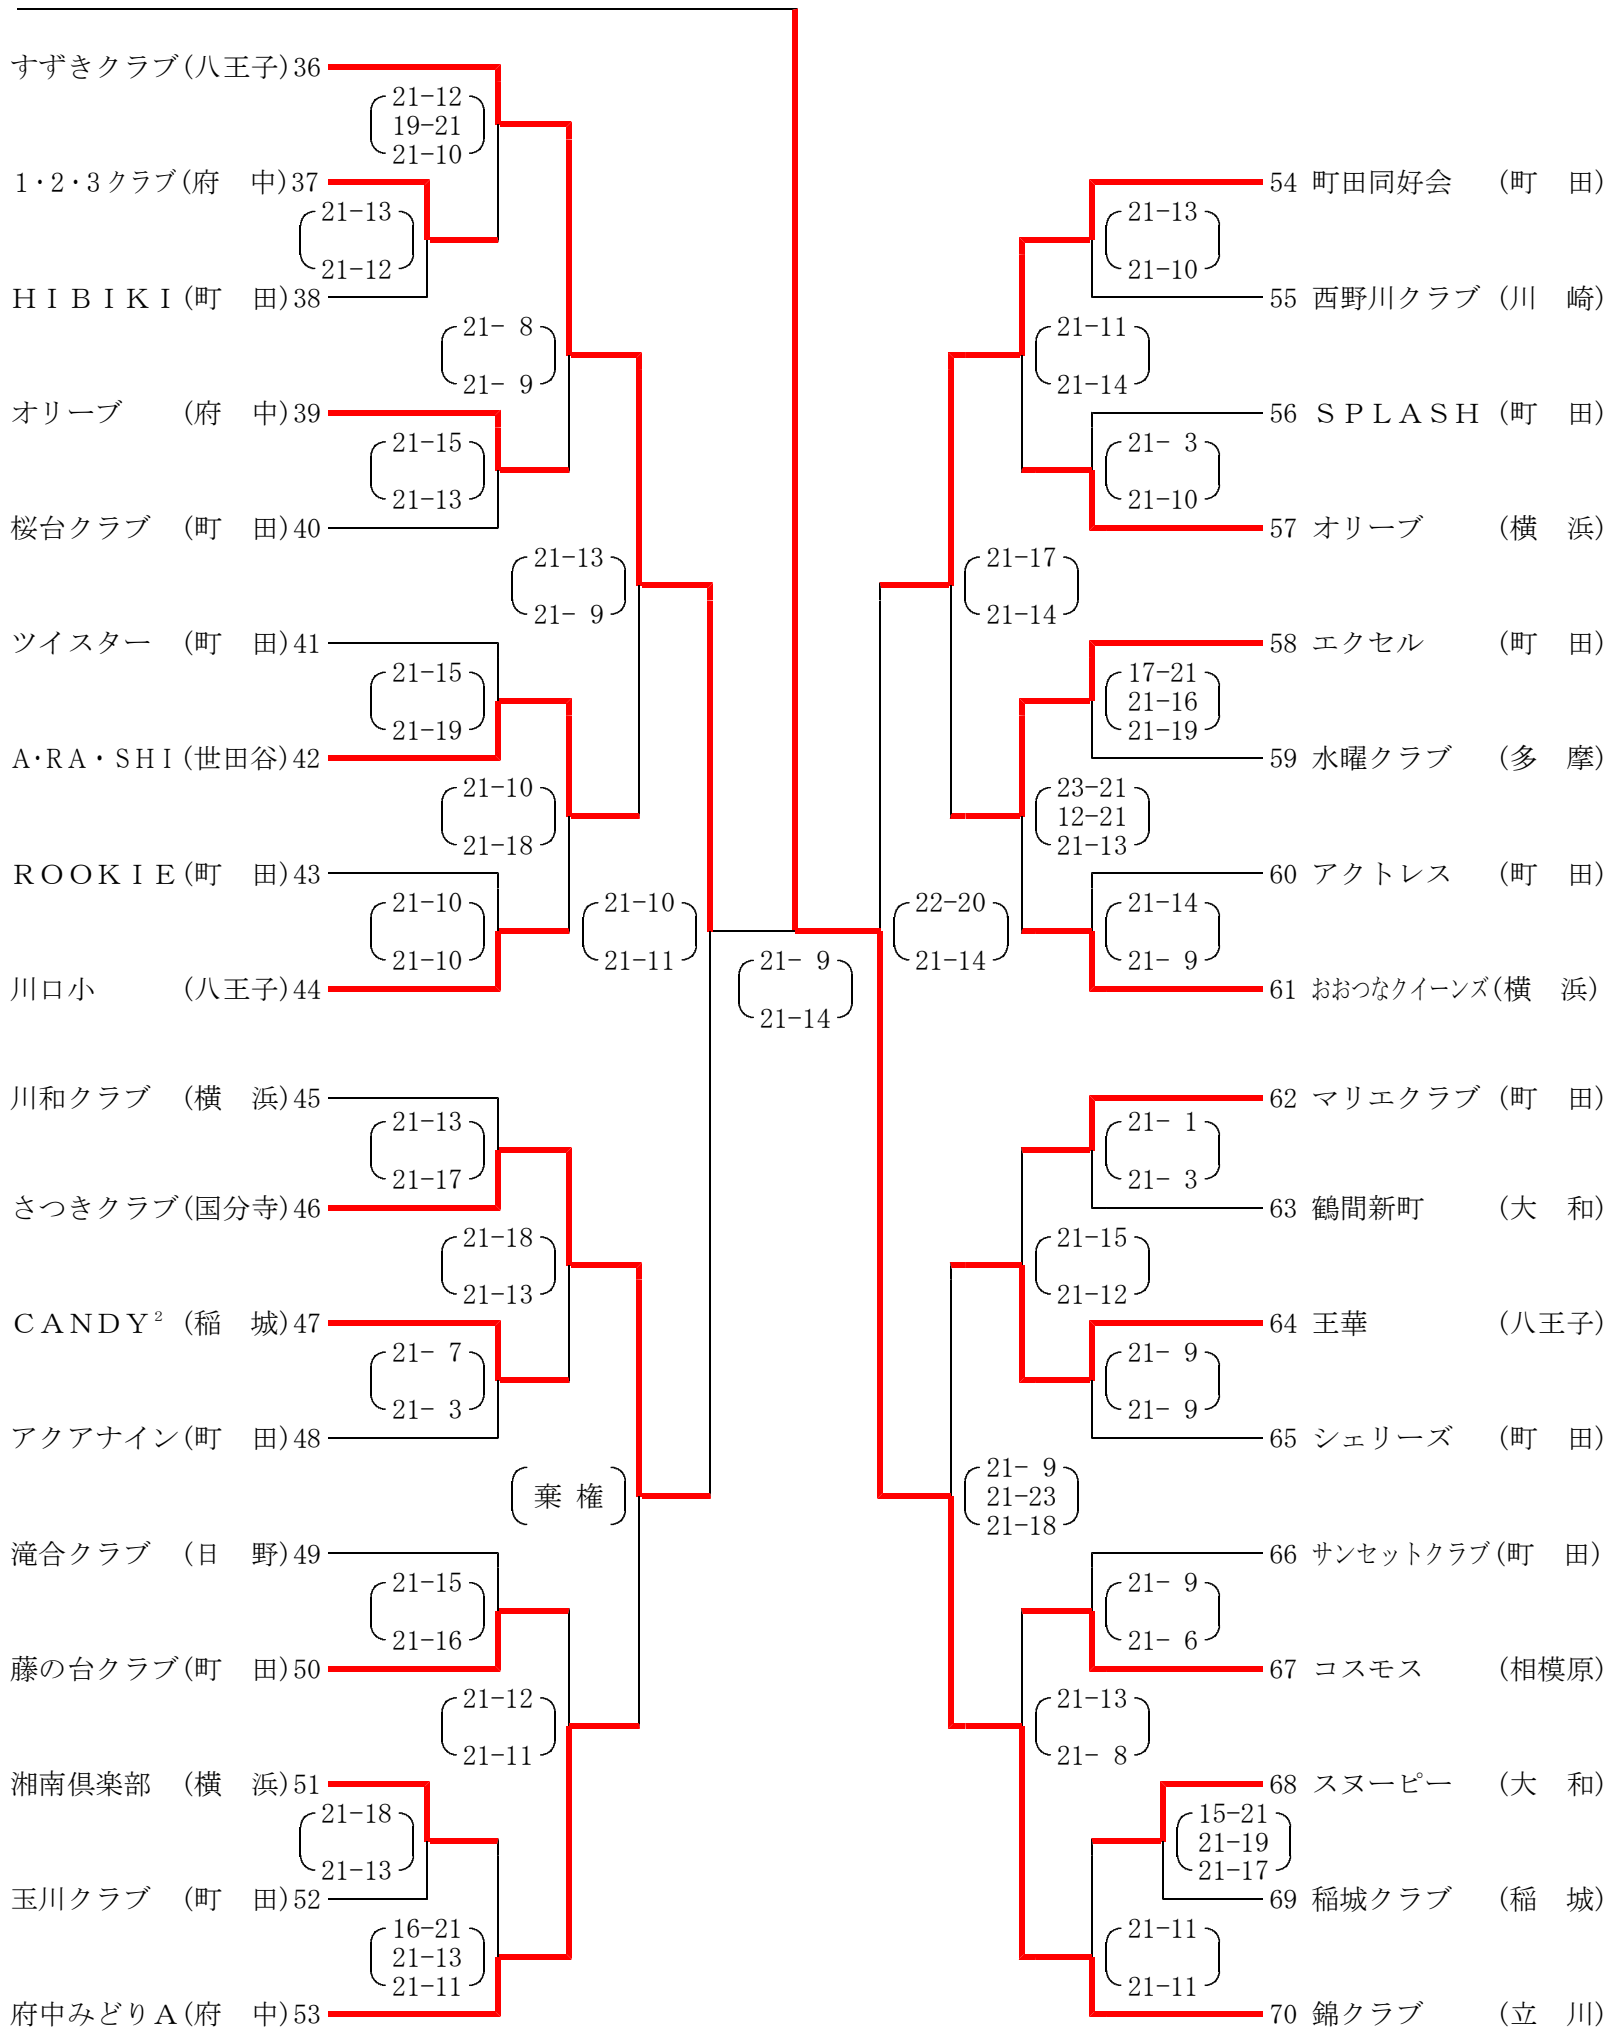 すずきクラブ(八王子)36
21-12
19-21
21-10
1・2・3クラブ(府　中)37
21-13
21-12
ＨＩＢＩＫＩ(町　田)38
21- 8
21- 9
オリーブ　(府　中)39
21-15
21-13
桜台クラブ　(町　田)40
21-13
21- 9
ツイスター　(町　田)41
21-15
21-19
A・RA・SHI(世田谷)42
21-10
21-18
ＲＯＯＫＩＥ(町　田)43
21-10
21-10
21-10
21-11
川口小　(八王子)44
21- 9
21-14
川和クラブ　(横　浜)45
21-13
21-17
さつきクラブ(国分寺)46
21-18
21-13
ＣＡＮＤＹ²　(稲　城)47
21- 7
21- 3
アクアナイン(町　田)48
棄 権
滝合クラブ　(日　野)49
21-15
21-16
藤の台クラブ(町　田)50
21-12
21-11
湘南倶楽部　(横　浜)51
21-18
21-13
玉川クラブ　(町　田)52
16-21
21-13
21-11
府中みどりＡ(府　中)53
54 町田同好会　(町　田)
21-13
21-10
55 西野川クラブ (川　崎)
21-11
21-14
56 ＳＰＬＡＳＨ (町　田)
21- 3
21-10
57 オリーブ　(横　浜)
21-17
21-14
58 エクセル　(町　田)
17-21
21-16
21-19
59 水曜クラブ　(多　摩)
23-21
12-21
21-13
60 アクトレス　(町　田)
21-14
21- 9
22-20
21-14
61 おおつなクイーンズ(横　浜)
62 マリエクラブ (町　田)
21- 1
21- 3
63 鶴間新町　(大　和)
21-15
21-12
64 王華　(八王子)
21- 9
21- 9
65 シェリーズ　(町　田)
21- 9
21-23
21-18
66 サンセットクラブ(町　田)
21- 9
21- 6
67 コスモス　(相模原)
21-13
21- 8
68 スヌーピー　(大　和)
15-21
21-19
21-17
69 稲城クラブ　(稲　城)
21-11
21-11
70 錦クラブ　(立　川)